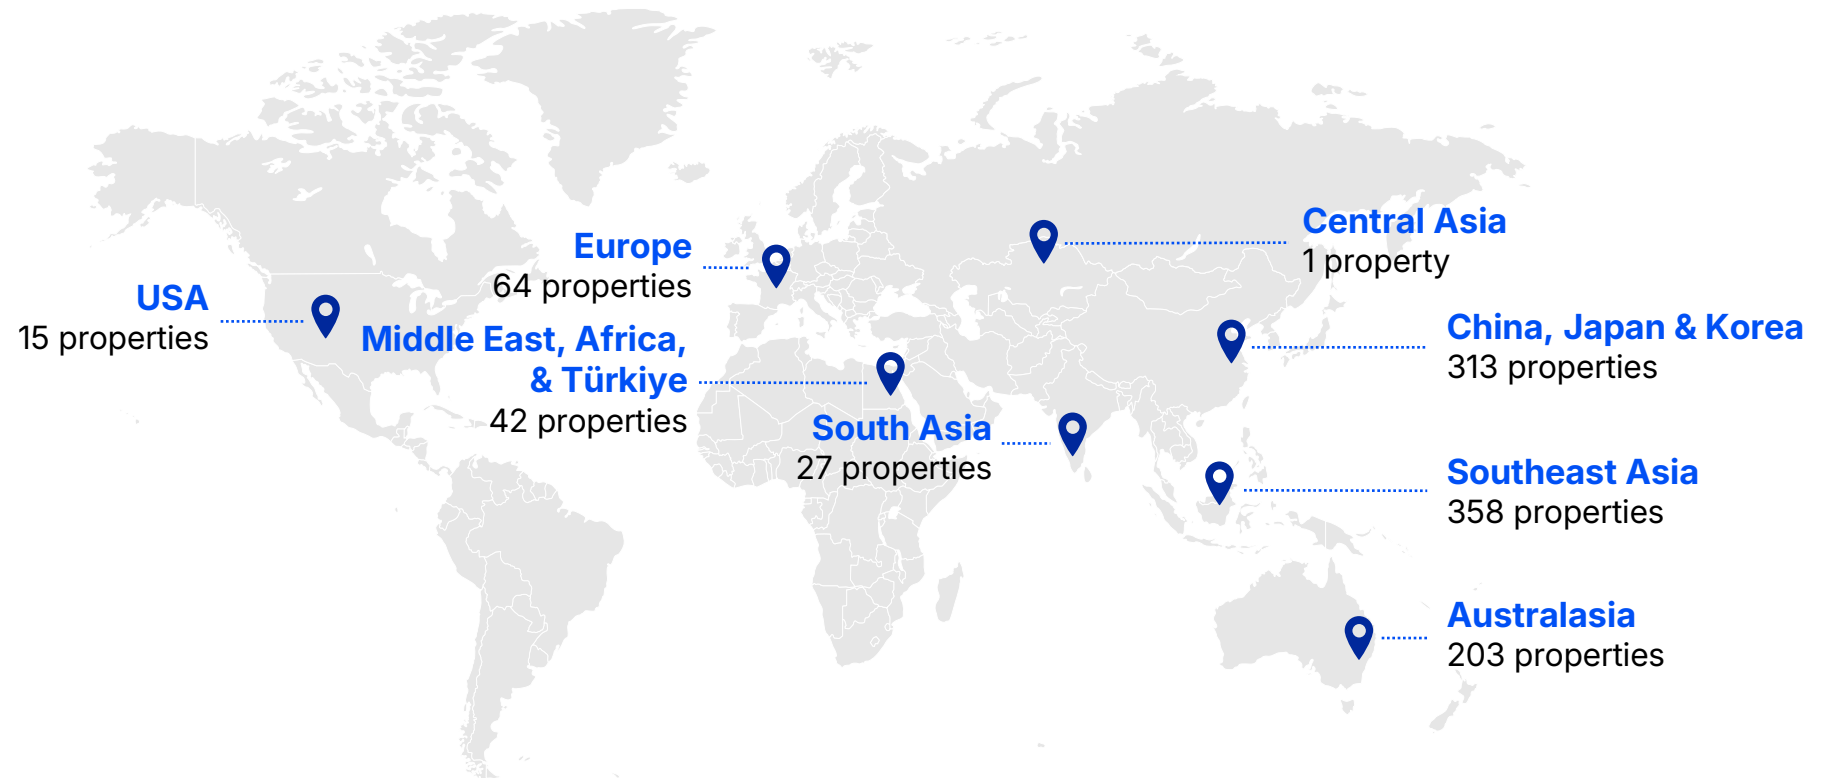 USA
15 properties
Europe
64 properties
Middle East, Africa,
& Türkiye
42 properties
South Asia
27 properties
Central Asia
1 property
China, Japan & Korea
313 properties
Southeast Asia
358 properties
Australasia
203 properties